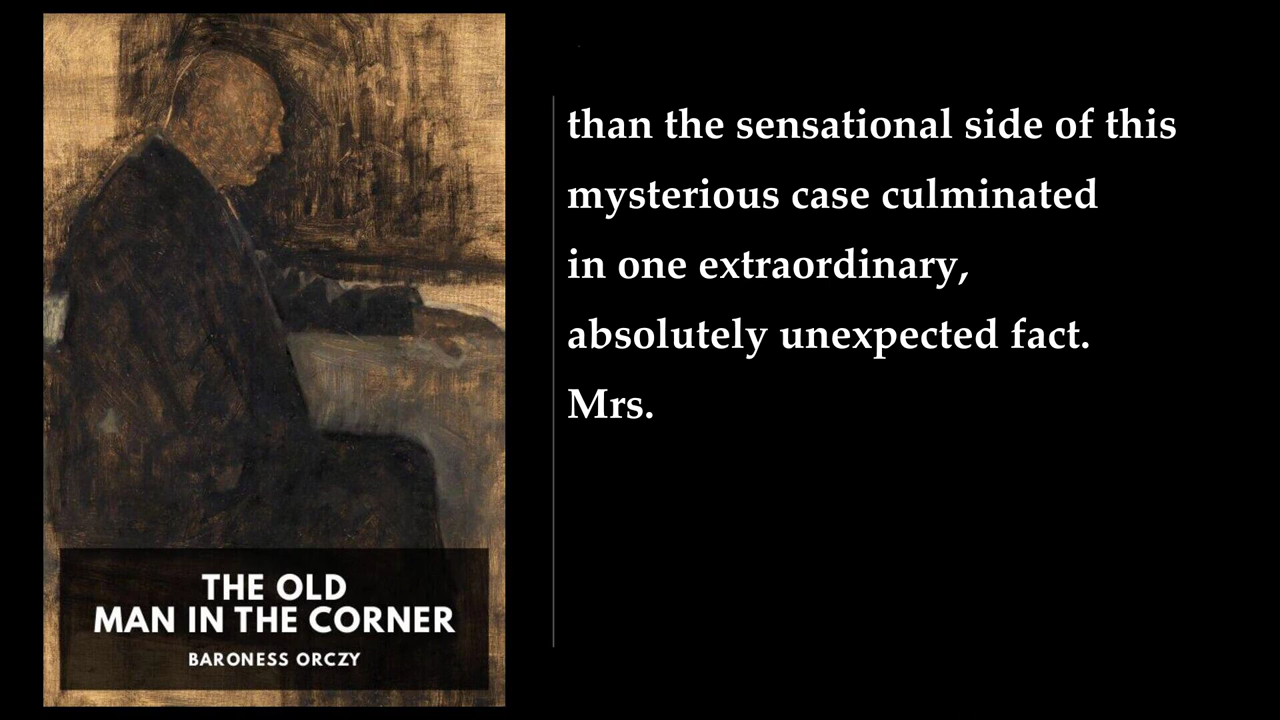 THE OLD
MAN IN THE CORNER
BARONESS ORCZY
than the sensational side of this
mysterious case culminated
in one extraordinary,
absolutely unexpected fact.
Mrs.